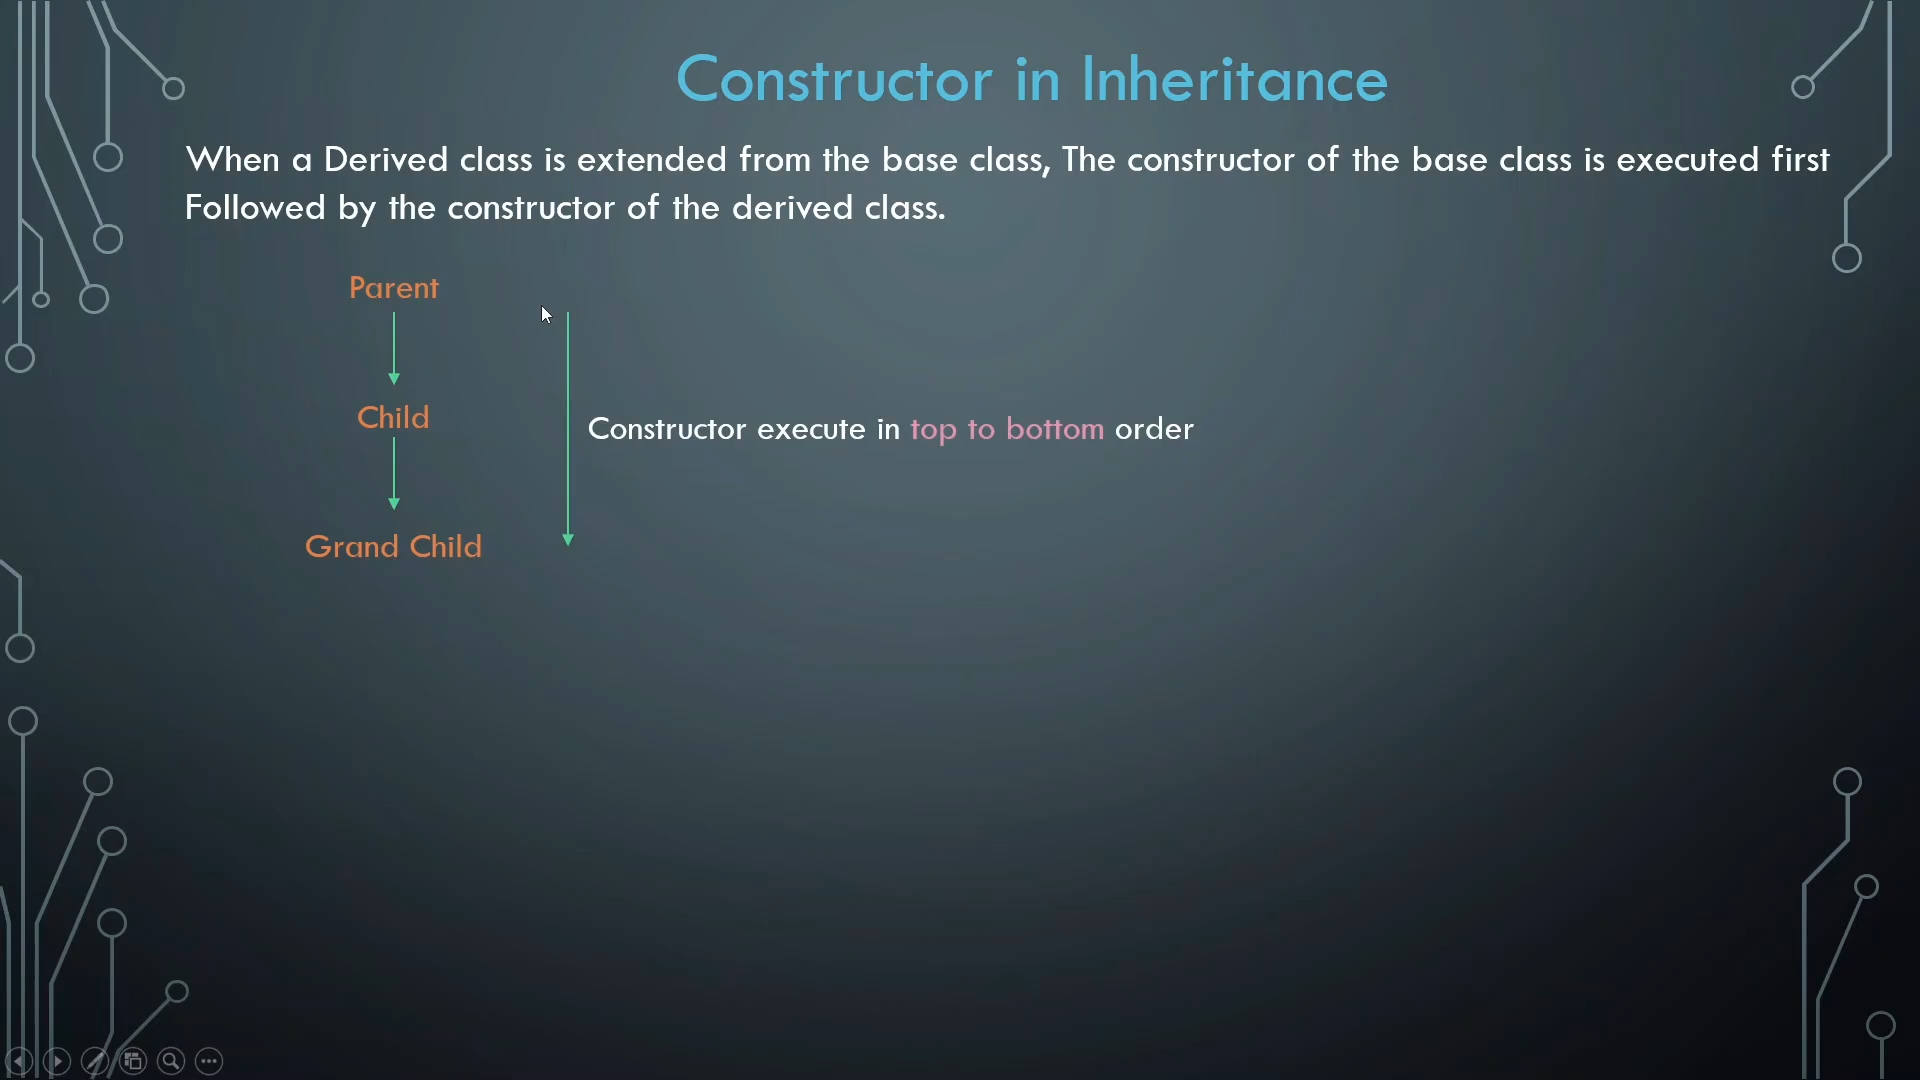 Constructor in Inheritance
When a Derived class is extended from the base class, The constructor of the base class is executed first
Followed by the constructor of the derived class.
Parent
Child
Constructor execute in top to bottom order
Grand Child